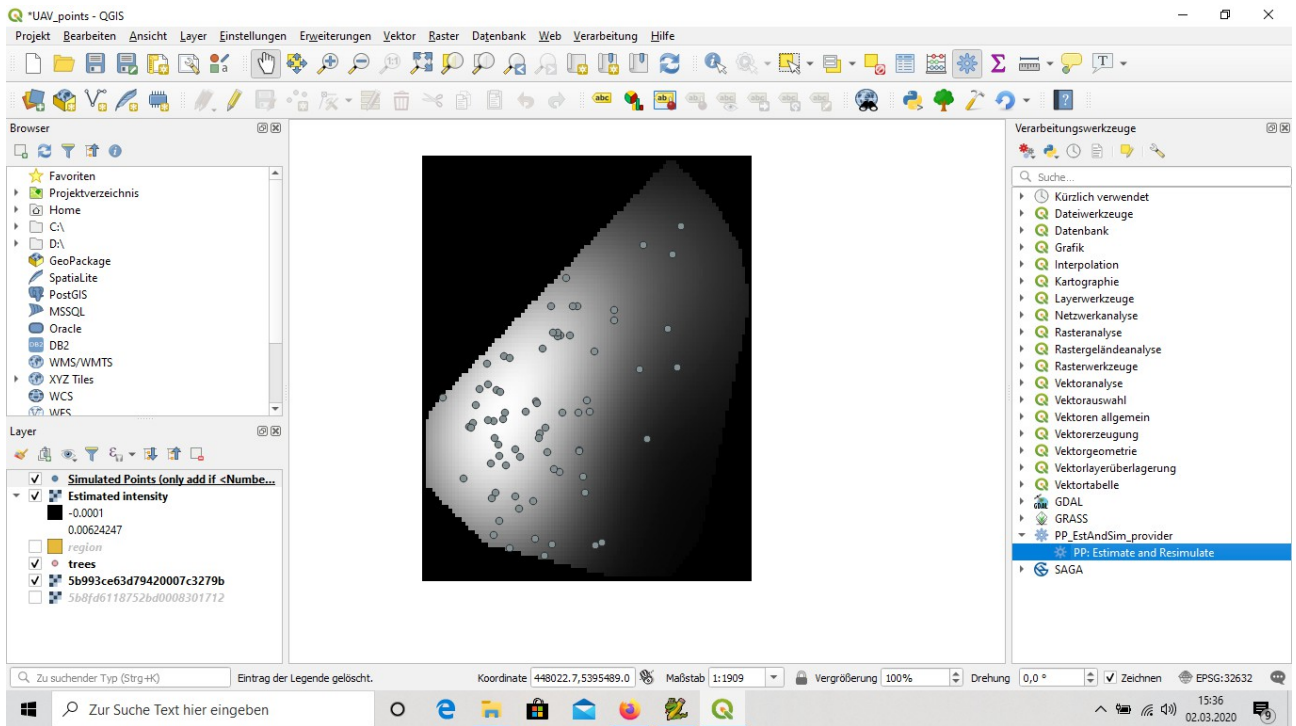 *UAV_points - QGIS
Projekt Bearbeiten Ansicht Layer Einstellungen Erweiterungen Vektor Raster Datenbank Web Verarbeitung Hilfe
Browser
Favoriten
Projektverzeichnis
Home
C:\
D:\
GeoPackage
SpatiaLite
PostGIS
MSSQL
Oracle
DB2
WMS/WMTS
XYZ Tiles
WCS
WFS
Layer
Simulated Points (only add if <Numbe...
Estimated intensity
-0.0001
0.00624247
region
trees
5b993ce63d79420007c3279b
5b8fd6118752bd0008301712
Verarbeitungswerkzeuge
Suche...
Kürzlich verwendet
Dateiwerkzeuge
Datenbank
Grafik
Interpolation
Kartographie
Layerwerkzeuge
Netzwerkanalyse
Rasteranalyse
Rastergeländeanalyse
Rasterwerkzeuge
Vektoranalyse
Vektorauswahl
Vektoren allgemein
Vektorerzeugung
Vektorgeometrie
Vektorlayerüberlagerung
Vektortabelle
GDAL
GRASS
PP_EstAndSim_provider
PP: Estimate and Resimulate
SAGA
Zu suchender Typ (Strg+K) Eintrag der Legende gelöscht. Koordinate 448022.7,5395489.0 Maßstab 1:1909 Vergrößerung 100% Drehung 0,0 ° Zeichnen EPSG:32632
Zur Suche Text hier eingeben
15:36
02.03.2020